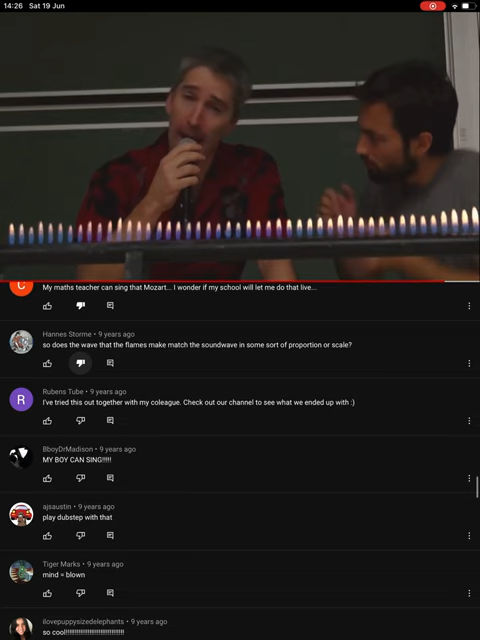 14:26 Sat 19 Jun
C
My maths teacher can sing that Mozart... I wonder if my school will let me do that live...
Hannes Storme • 9 years ago
so does the wave that the flames make match the soundwave in some sort of proportion or scale?
R
Rubens Tube • 9 years ago
I've tried this out together with my coleague. Check out our channel to see what we ended up with :)
BboyDrMadison • 9 years ago
MY BOY CAN SING!!!!!
ajsaustin • 9 years ago
play dubstep with that
Tiger Marks • 9 years ago
mind = blown
ilovepuppysizedelephants • 9 years ago
so cool!!!!!!!!!!!!!!!!!!!!!!!!!!!!!!